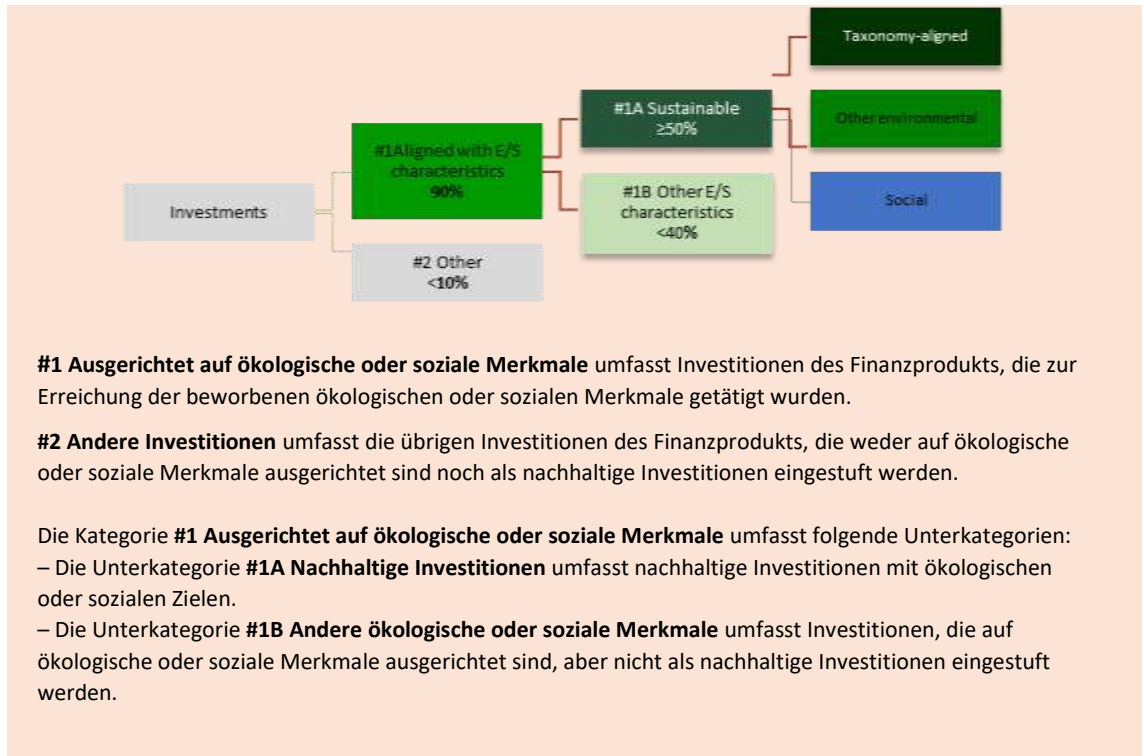 Taxonomy-aligned
#1A Sustainable
≥50%
Other environmental
#1Aligned with E/S
characteristics
90%
#1B Other E/S
characteristics
<40%
Social
Investments
#2 Other
<10%
#1 Ausgerichtet auf ökologische oder soziale Merkmale umfasst Investitionen des Finanzprodukts, die zur
Erreichung der beworbenen ökologischen oder sozialen Merkmale getätigt wurden.
#2 Andere Investitionen umfasst die übrigen Investitionen des Finanzprodukts, die weder auf ökologische
oder soziale Merkmale ausgerichtet sind noch als nachhaltige Investitionen eingestuft werden.
Die Kategorie #1 Ausgerichtet auf ökologische oder soziale Merkmale umfasst folgende Unterkategorien:
– Die Unterkategorie #1A Nachhaltige Investitionen umfasst nachhaltige Investitionen mit ökologischen
oder sozialen Zielen.
– Die Unterkategorie #1B Andere ökologische oder soziale Merkmale umfasst Investitionen, die auf
ökologische oder soziale Merkmale ausgerichtet sind, aber nicht als nachhaltige Investitionen eingestuft
werden.